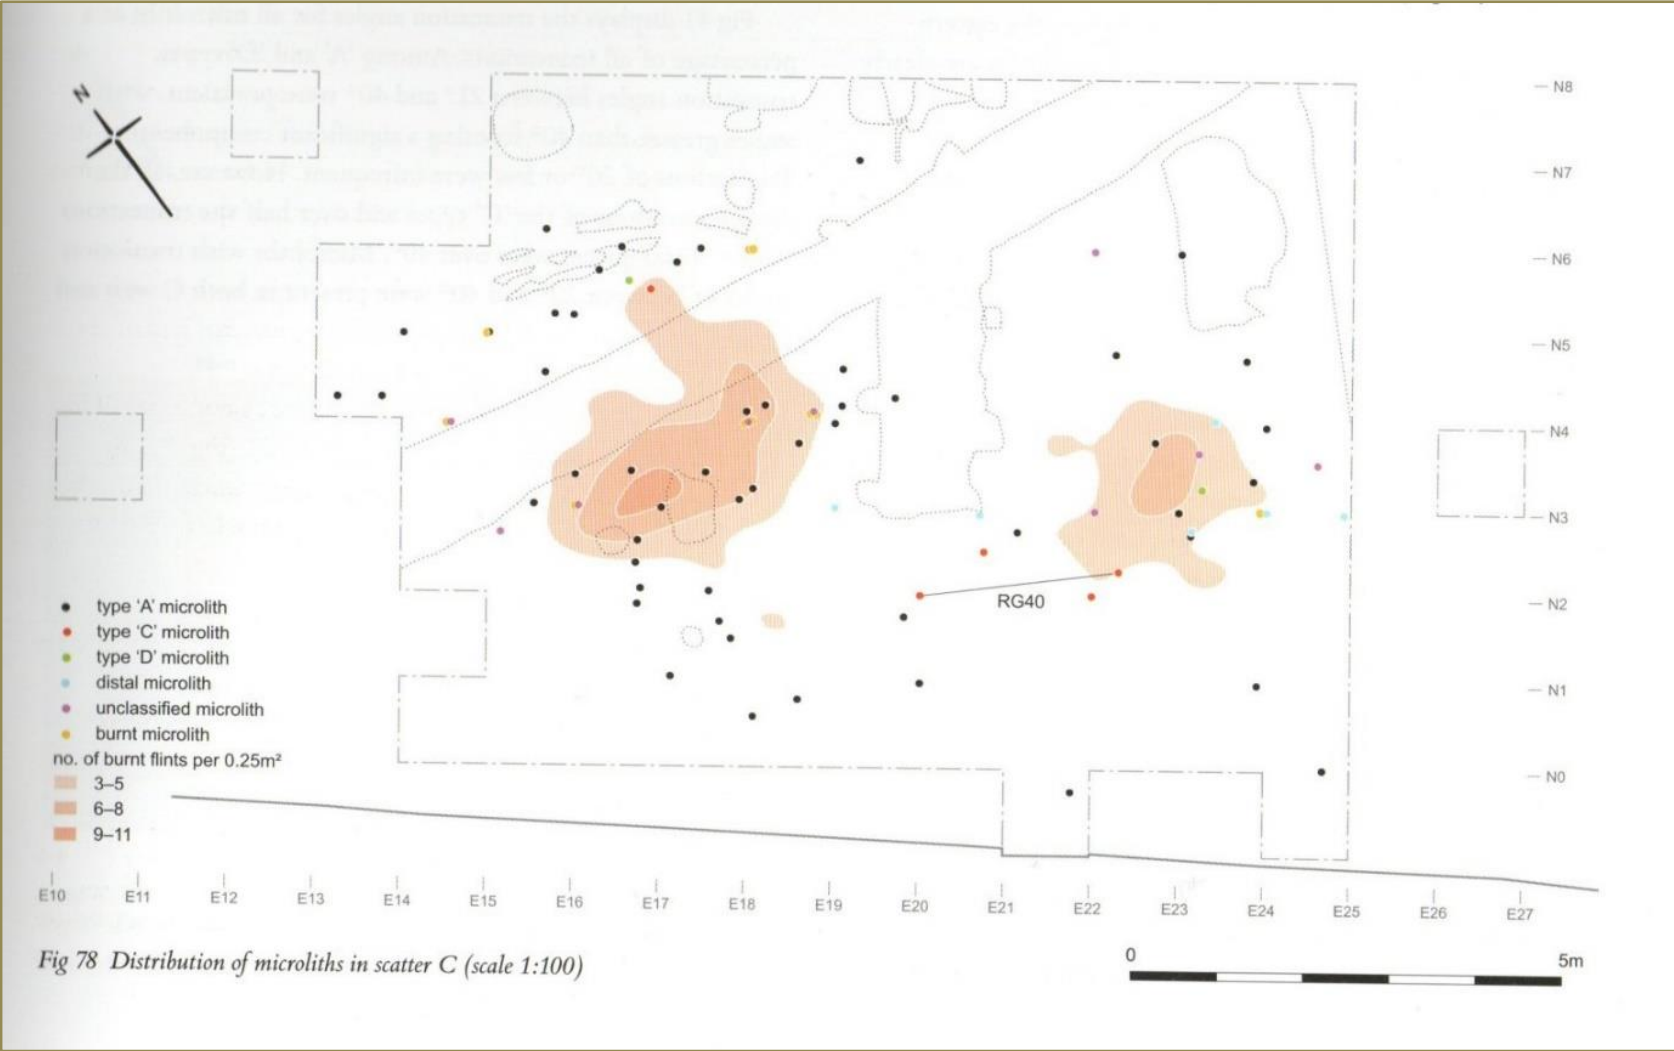 N
N8
N7
N6
N5
N4
N3
N2
N1
N0
RG40
type ‘A’ microlith
type ‘C’ microlith
type ‘D’ microlith
distal microlith
unclassified microlith
burnt microlith
no. of burnt flints per 0.25m²
3–5
6–8
9–11
E10 E11 E12 E13 E14 E15 E16 E17 E18 E19 E20 E21 E22 E23 E24 E25 E26 E27
Fig 78 Distribution of microliths in scatter C (scale 1:100)
0 5m